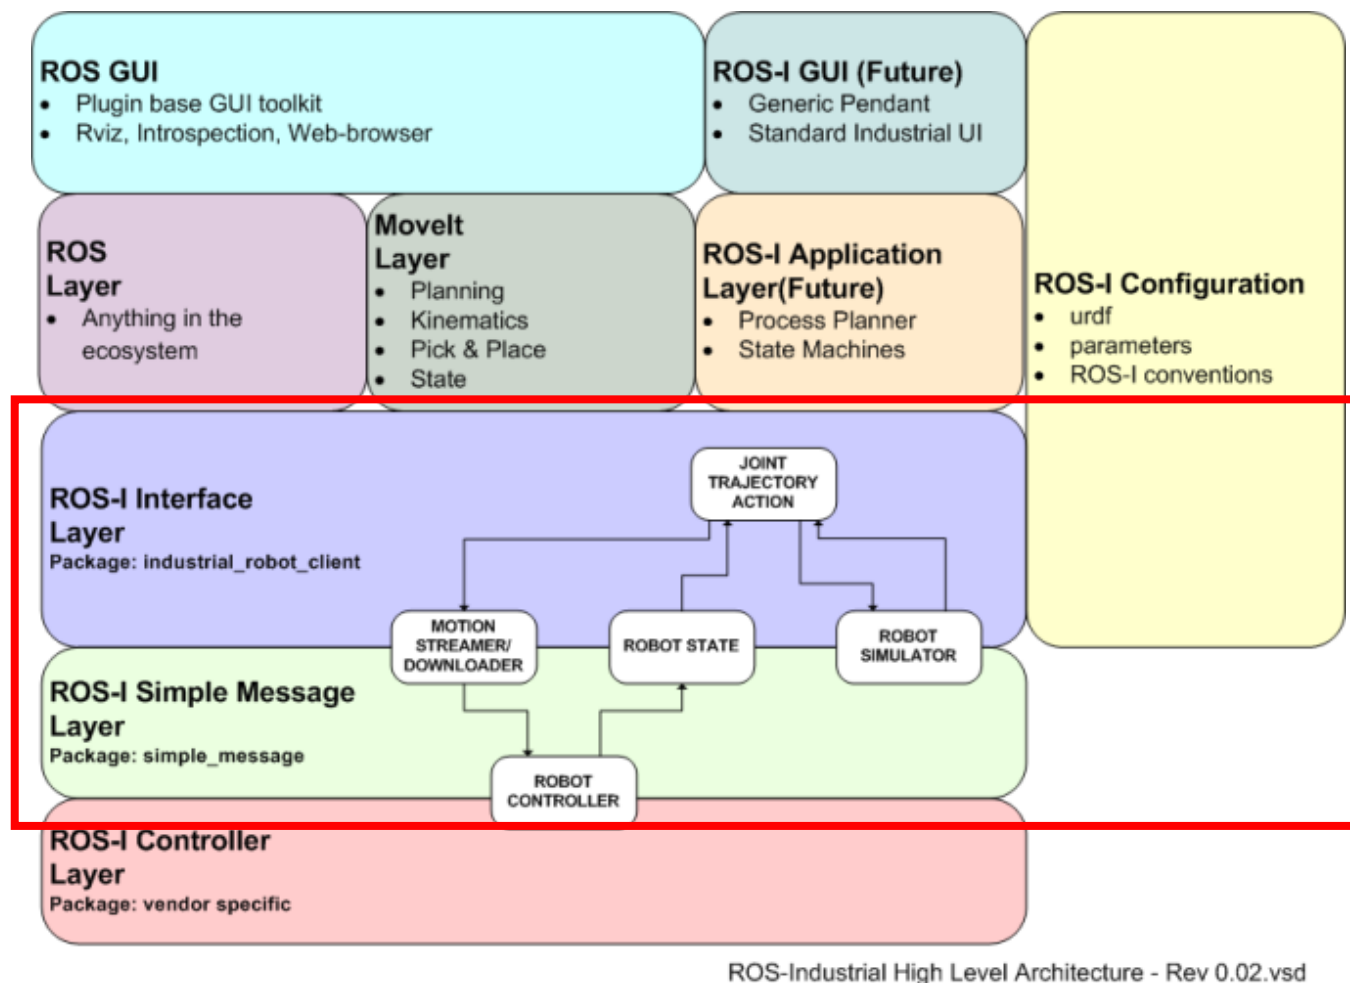 ROS GUI
• Plugin base GUI toolkit
• Rviz, Introspection, Web-browser
ROS-I GUI (Future)
• Generic Pendant
• Standard Industrial UI
ROS
Layer
• Anything in the
ecosystem
MoveIt
Layer
• Planning
• Kinematics
• Pick & Place
• State
ROS-I Application
Layer(Future)
• Process Planner
• State Machines
ROS-I Configuration
• urdf
• parameters
• ROS-I conventions
ROS-I Interface
Layer
Package: industrial_robot_client
JOINT
TRAJECTORY
ACTION
MOTION
STREAMER/
DOWNLOADER
ROBOT STATE
ROBOT
SIMULATOR
ROS-I Simple Message
Layer
Package: simple_message
ROBOT
CONTROLLER
ROS-I Controller
Layer
Package: vendor specific
ROS-Industrial High Level Architecture - Rev 0.02.vsd